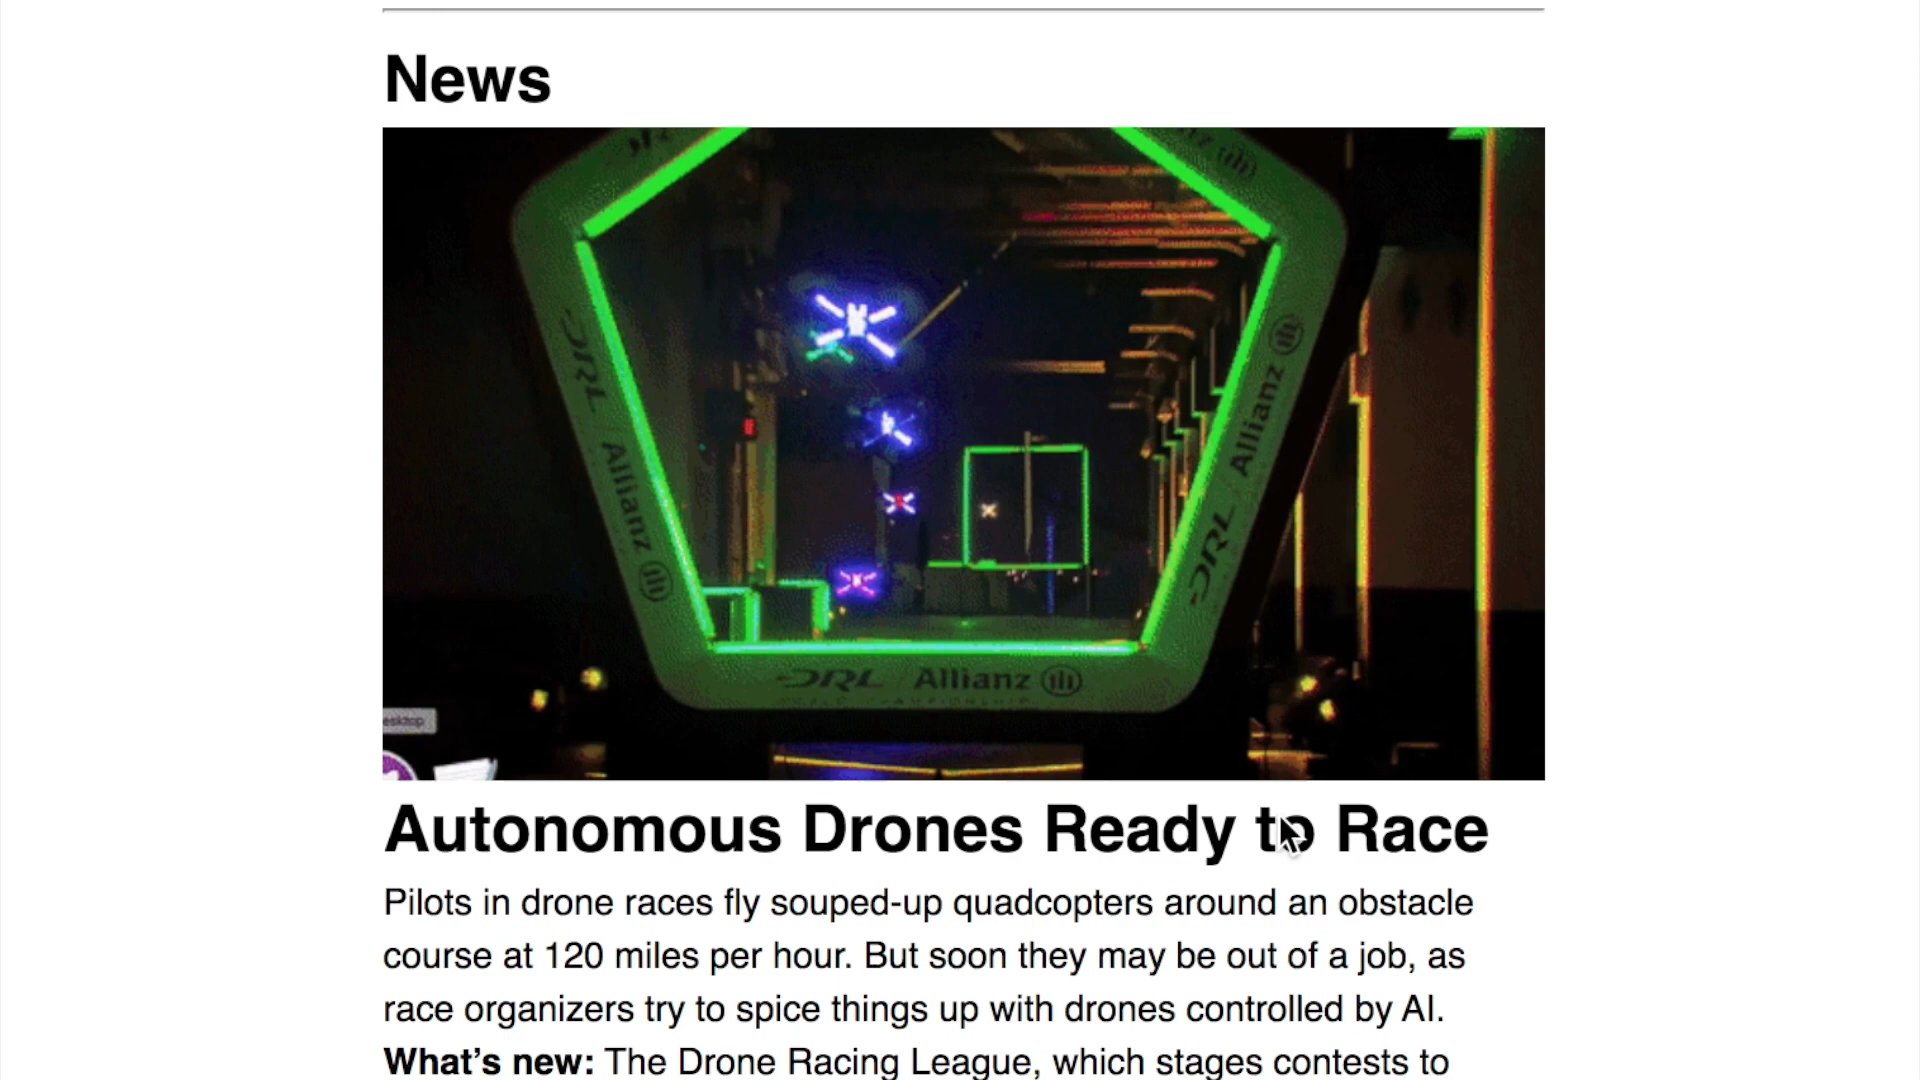 News
DRL Allianz
Allianz DRL
DRL Allianz
WORLD CHAMPIONSHIP
esktop
Autonomous Drones Ready to Race
Pilots in drone races fly souped-up quadcopters around an obstacle
course at 120 miles per hour. But soon they may be out of a job, as
race organizers try to spice things up with drones controlled by AI.
What’s new: The Drone Racing League, which stages contests to